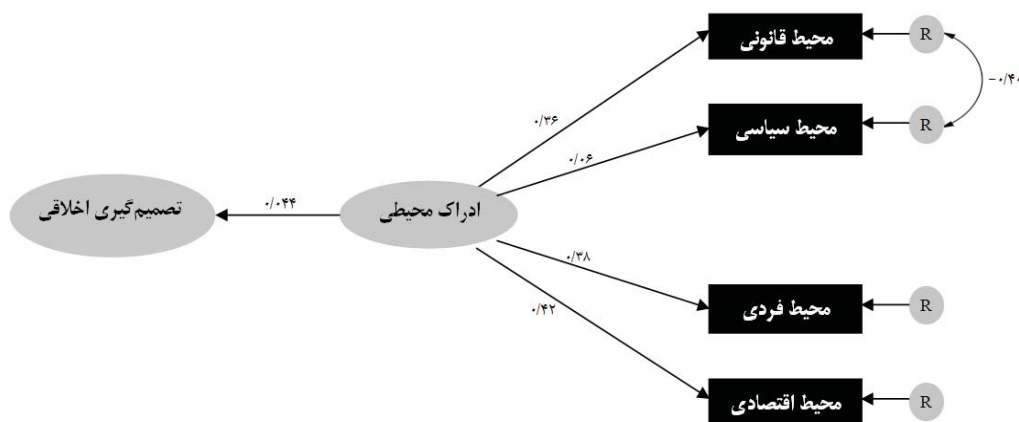 محیط قانونی
R
-۰/۴۰
۰/۳۶
محیط سیاسی
R
۰/۰۶
تصمیم‌گیری اخلاقی
۰/۰۴۴
ادراک محیطی
۰/۳۸
محیط فردی
R
۰/۴۲
محیط اقتصادی
R